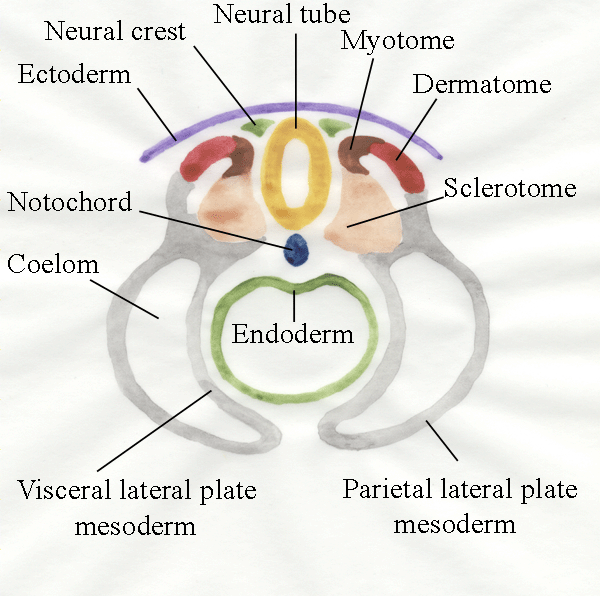 Neural tube
Neural crest
Myotome
Ectoderm
Dermatome
Notochord
Sclerotome
Coelom
Endoderm
Visceral lateral plate
mesoderm
Parietal lateral plate
mesoderm